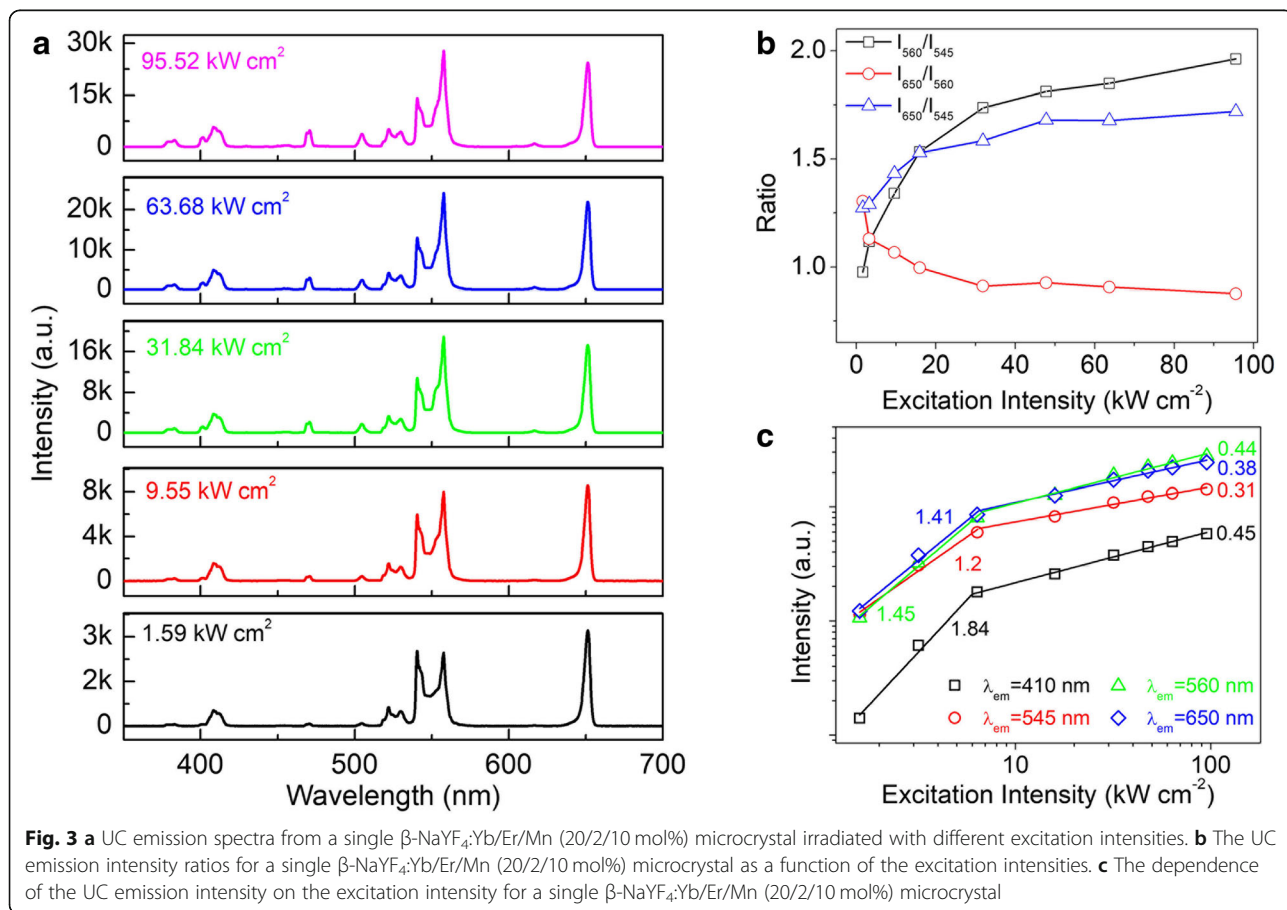 a
30k
15k
0
95.52 kW cm²
20k
10k
0
63.68 kW cm²
16k
8k
0
31.84 kW cm²
8k
4k
0
9.55 kW cm²
3k
2k
0
1.59 kW cm²
400 500 600 700
Wavelength (nm)
Intensity (a.u.)
b
I₅₆₀/I₅₄₅
I₆₅₀/I₅₆₀
I₆₅₀/I₅₄₅
2.0
1.5
1.0
Ratio
0 20 40 60 80 100
Excitation Intensity (kW cm⁻²)
c
0.44
0.38
0.31
0.45
1.41
1.2
1.45
1.84
λem=410 nm λem=560 nm
λem=545 nm λem=650 nm
Intensity (a.u.)
10 100
Excitation Intensity (kW cm⁻²)
Fig. 3 a UC emission spectra from a single β-NaYF₄:Yb/Er/Mn (20/2/10 mol%) microcrystal irradiated with different excitation intensities. b The UC
emission intensity ratios for a single β-NaYF₄:Yb/Er/Mn (20/2/10 mol%) microcrystal as a function of the excitation intensities. c The dependence
of the UC emission intensity on the excitation intensity for a single β-NaYF₄:Yb/Er/Mn (20/2/10 mol%) microcrystal